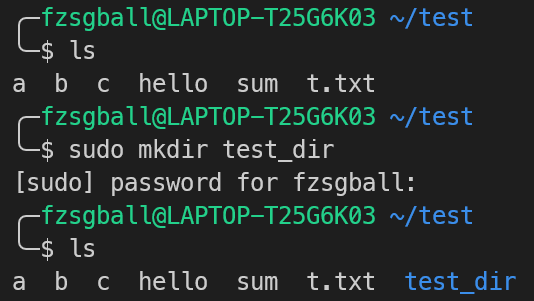 fzsgball@LAPTOP-T25G6K03 ~/test
$ ls
a  b  c  hello  sum  t.txt
fzsgball@LAPTOP-T25G6K03 ~/test
$ sudo mkdir test_dir
[sudo] password for fzsgball:
fzsgball@LAPTOP-T25G6K03 ~/test
$ ls
a  b  c  hello  sum  t.txt  test_dir